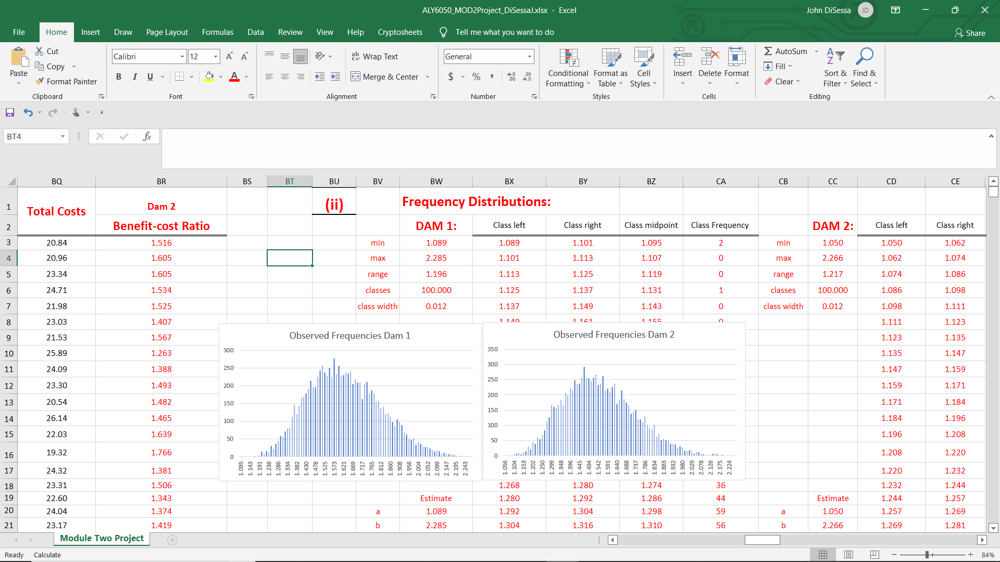 ALY6050_MOD2Project_DiSessaJ.xlsx - Excel
John DiSessa JD
File Home Insert Draw Page Layout Formulas Data Review View Help Cryptosheets Tell me what you want to do Share
Paste
Cut
Copy
Format Painter
Clipboard
Calibri 12 A A
B I U A
Font
ab Wrap Text
Merge & Center
Alignment
General
$ % ,
Number
Conditional Formatting
Format as Table
Cell Styles
Styles
Insert Delete Format
Cells
AutoSum
Fill
Clear
Sort & Filter
Find & Select
Editing
BT4 fx
BQ BR BS BT BU BV BW BX BY BZ CA CB CC CD CE
1 Total Costs Dam 2 (ii) Frequency Distributions:
2 Benefit-cost Ratio DAM 1: Class left Class right Class midpoint Class Frequency DAM 2: Class left Class right
3 20.84 1.516 min 1.089 1.089 1.101 1.095 2 min 1.050 1.050 1.062
4 20.96 1.605 max 2.285 1.101 1.113 1.107 0 max 2.266 1.062 1.074
5 23.34 1.605 range 1.196 1.113 1.125 1.119 0 range 1.217 1.074 1.086
6 24.71 1.534 classes 100.000 1.125 1.137 1.131 1 classes 100.000 1.086 1.098
7 21.98 1.525 class width 0.012 1.137 1.149 1.143 0 class width 0.012 1.098 1.111
8 23.03 1.407 1.149 1.161 1.155 0 1.111 1.123
9 21.53 1.567 1.123 1.135
10 25.89 1.263 1.135 1.147
11 24.09 1.388 1.147 1.159
12 23.30 1.493 1.159 1.171
13 20.54 1.482 1.171 1.184
14 26.14 1.465 1.184 1.196
15 22.03 1.639 1.196 1.208
16 19.32 1.766 1.208 1.220
17 24.32 1.381 1.220 1.232
18 23.31 1.506 1.268 1.280 1.274 36 1.232 1.244
19 22.60 1.343 Estimate 1.280 1.292 1.286 44 Estimate 1.244 1.257
20 24.04 1.374 a 1.089 1.292 1.304 1.298 59 a 1.050 1.257 1.269
21 23.17 1.419 b 2.285 1.304 1.316 1.310 56 b 2.266 1.269 1.281
Observed Frequencies Dam 1
300
250
200
150
100
50
0
1.095 1.143 1.191 1.238 1.286 1.334 1.382 1.430 1.478 1.525 1.573 1.621 1.669 1.717 1.765 1.812 1.860 1.908 1.956 2.004 2.052 2.099 2.147 2.195 2.243
Observed Frequencies Dam 2
350
300
250
200
150
100
50
0
1.056 1.104 1.153 1.202 1.250 1.299 1.348 1.396 1.445 1.494 1.542 1.591 1.640 1.688 1.737 1.786 1.834 1.883 1.932 1.980 2.029 2.078 2.126 2.175 2.224
Module Two Project
Ready Calculate 84%